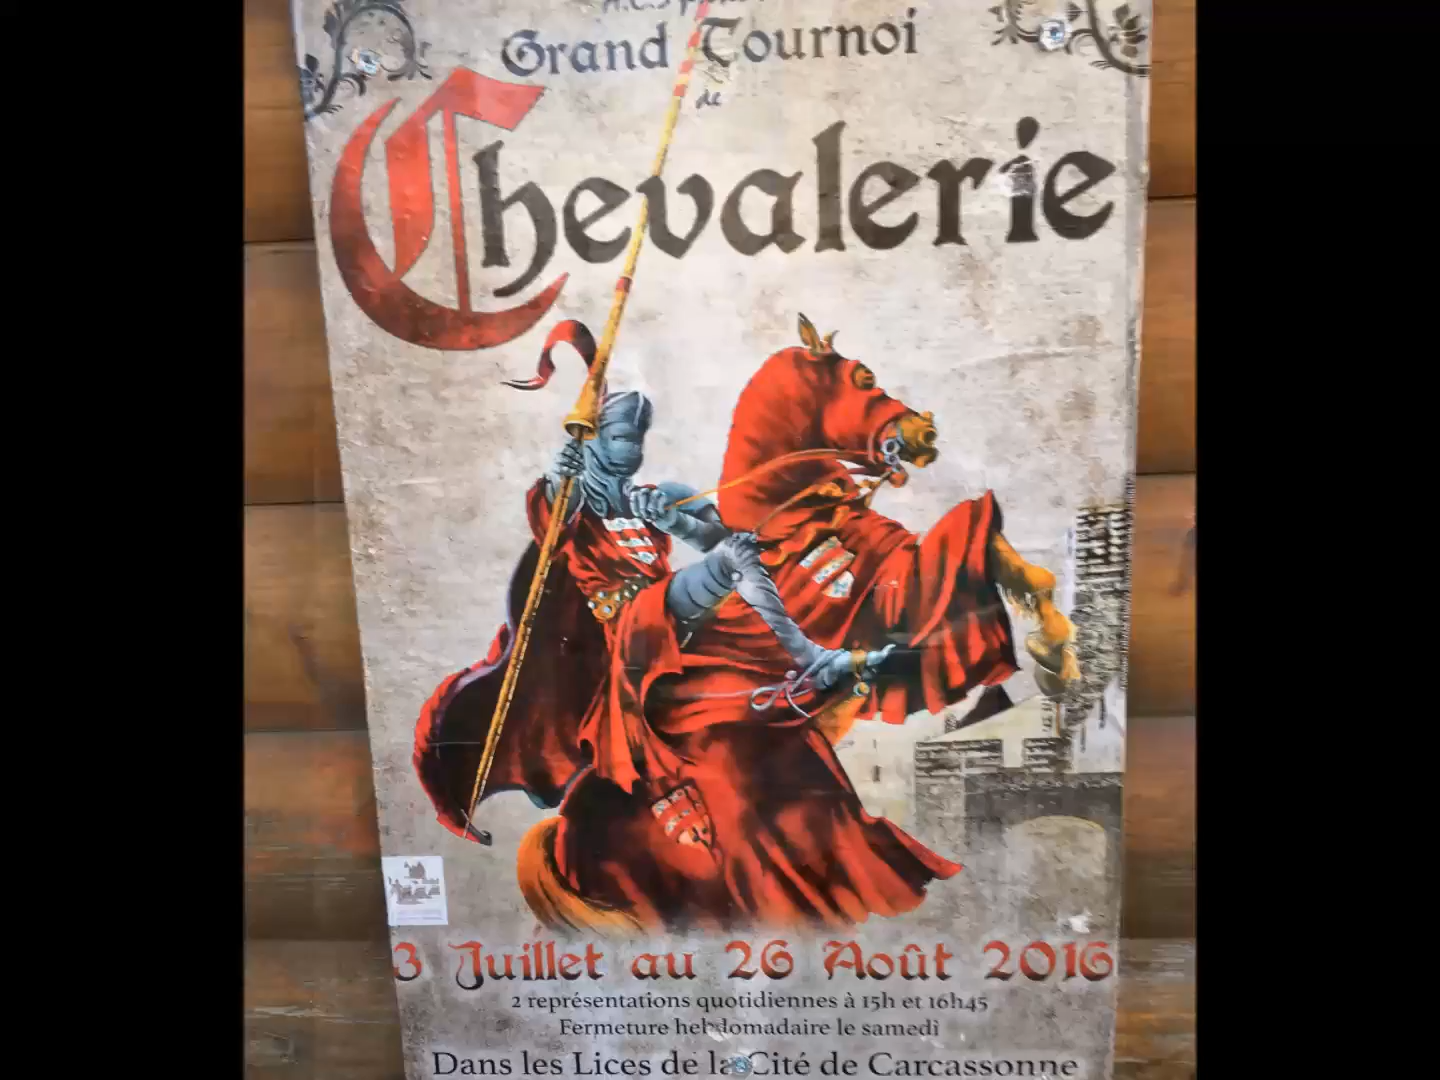 Grand Tournoi
de
Chevalerie
3 Juillet au 26 Août 2016
2 représentations quotidiennes à 15h et 16h45
Fermeture hebdomadaire le samedi
Dans les Lices de la Cité de Carcassonne